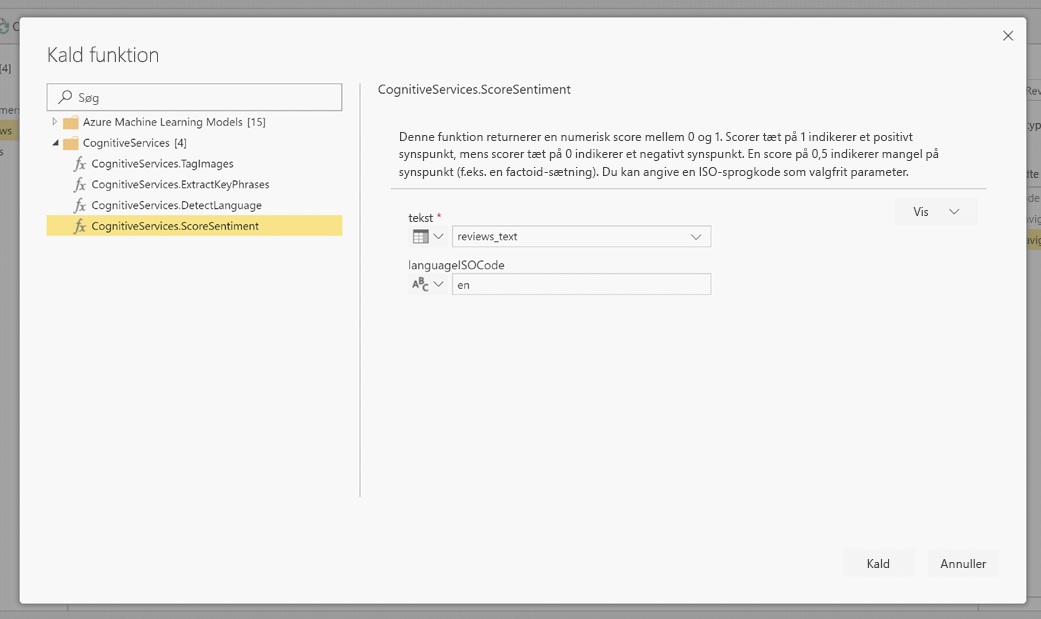 Kald funktion
Søg
Azure Machine Learning Models [15]
CognitiveServices [4]
CognitiveServices.TagImages
CognitiveServices.ExtractKeyPhrases
CognitiveServices.DetectLanguage
CognitiveServices.ScoreSentiment
CognitiveServices.ScoreSentiment
Denne funktion returnerer en numerisk score mellem 0 og 1. Scorer tæt på 1 indikerer et positivt
synspunkt, mens scorer tæt på 0 indikerer et negativt synspunkt. En score på 0,5 indikerer mangel på
synspunkt (f.eks. en factoid-sætning). Du kan angive en ISO-sprogkode som valgfrit parameter.
Vis
tekst *
reviews_text
languageISOCode
ABC
en
Kald
Annuller
[4]